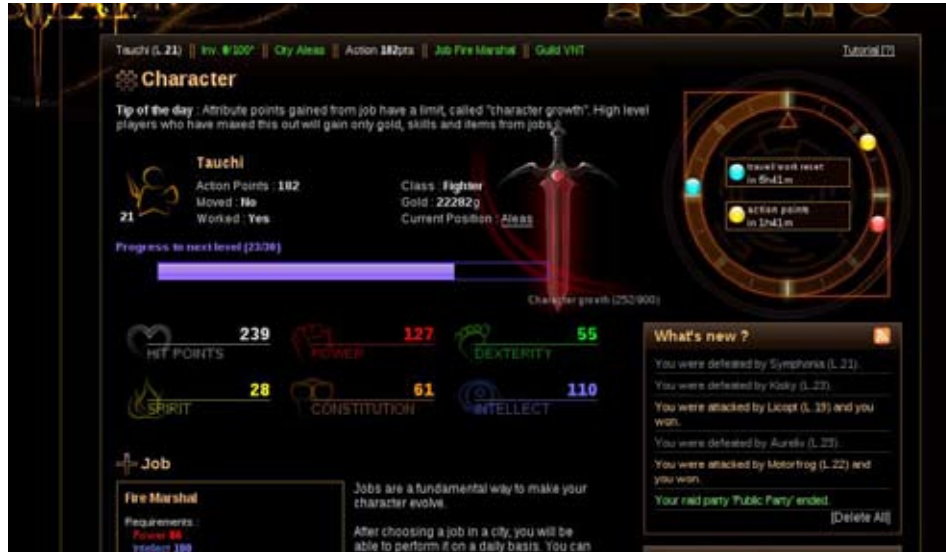 Tauchi (L.21) || Inv. 9/100* || City Aleas || Action 182pts || Job Fire Marshal || Guild VNT
Tutorial [?]
Character
Tip of the day : Attribute points gained from job have a limit, called "character growth". High level
players who have maxed this out will gain only gold, skills and items from jobs.
Tauchi
Action Points : 182
Moved : No
Worked : Yes
Class : Fighter
Gold : 22282g
Current Position : Aleas
21
Progress to next level (23/30)
Character growth (252/900)
travel/work reset
in 5h41m
action points
in 1h41m
239
HIT POINTS
127
POWER
55
DEXTERITY
28
SPIRIT
61
CONSTITUTION
110
INTELLECT
What's new ?
You were defeated by Symphonia (L.21).
You were defeated by Kisky (L.23).
You were attacked by Licopt (L.19) and you
won.
You were defeated by Aureliv (L.23).
You were attacked by Motorfrog (L.22) and
you won.
Your raid party 'Public Party' ended.
[Delete All]
Job
Fire Marshal
Requirements :
Power
Intellect
Jobs are a fundamental way to make your
character evolve.
After choosing a job in a city, you will be
able to perform it on a daily basis. You can